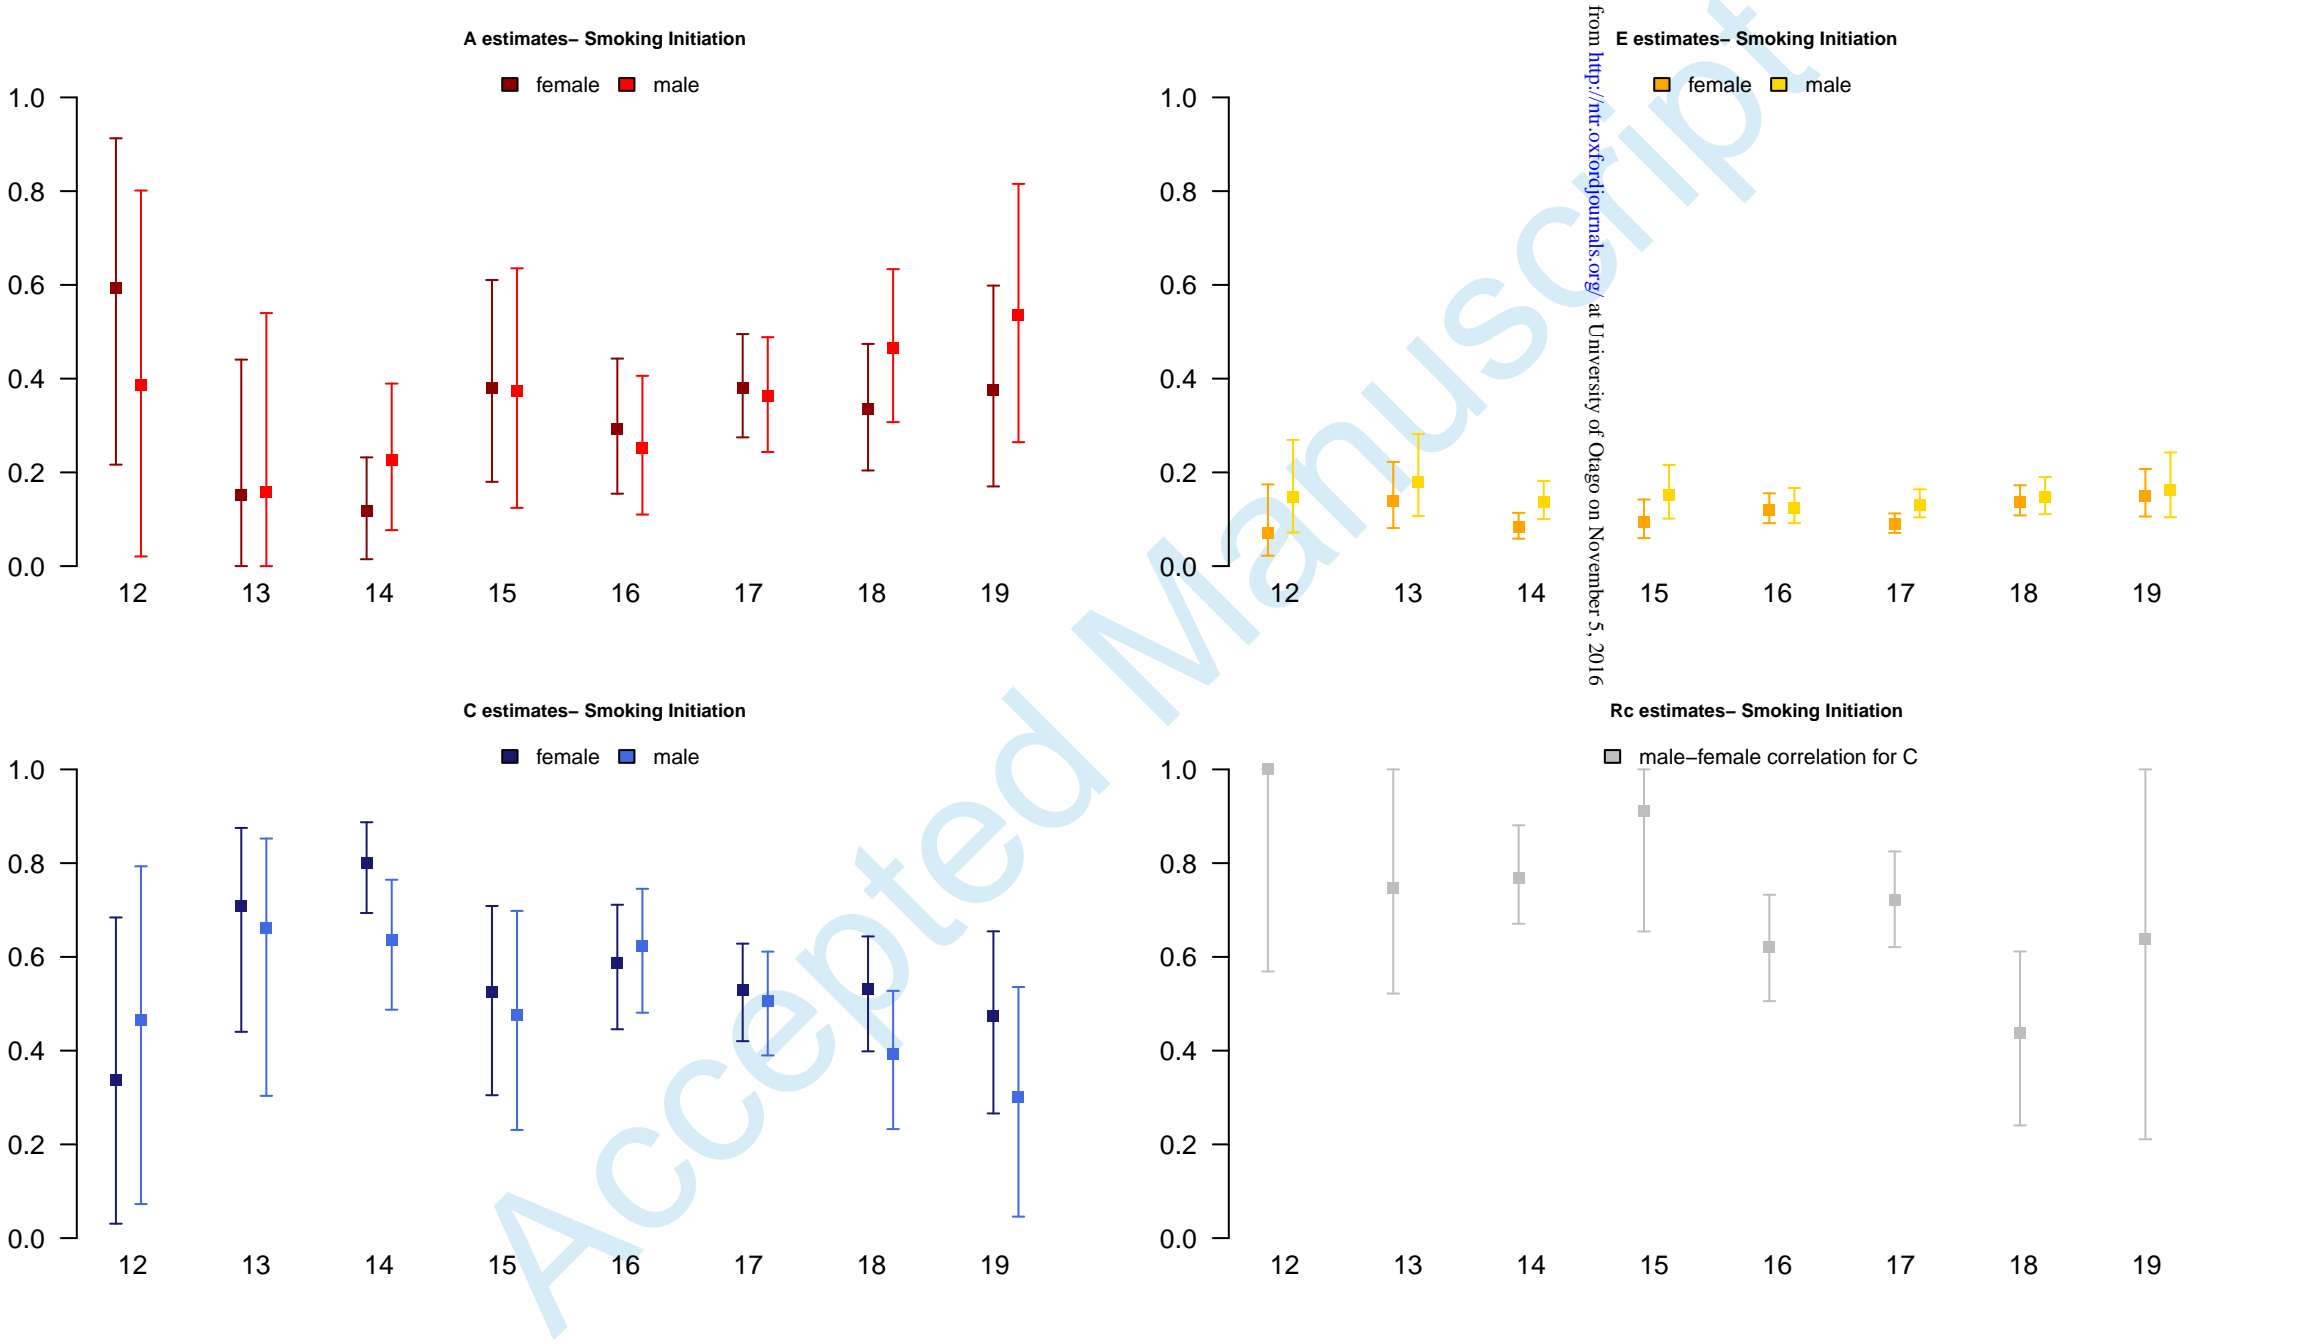 A estimates– Smoking Initiation
female male
1.0
0.8
0.6
0.4
0.2
0.0
12 13 14 15 16 17 18 19
E estimates– Smoking Initiation
female male
1.0
0.8
0.6
0.4
0.2
0.0
12 13 14 15 16 17 18 19
C estimates– Smoking Initiation
female male
1.0
0.8
0.6
0.4
0.2
0.0
12 13 14 15 16 17 18 19
Rc estimates– Smoking Initiation
male–female correlation for C
1.0
0.8
0.6
0.4
0.2
0.0
12 13 14 15 16 17 18 19
from http://ntr.oxfordjournals.org/ at University of Otago on November 5, 2016
Accepted Manuscript